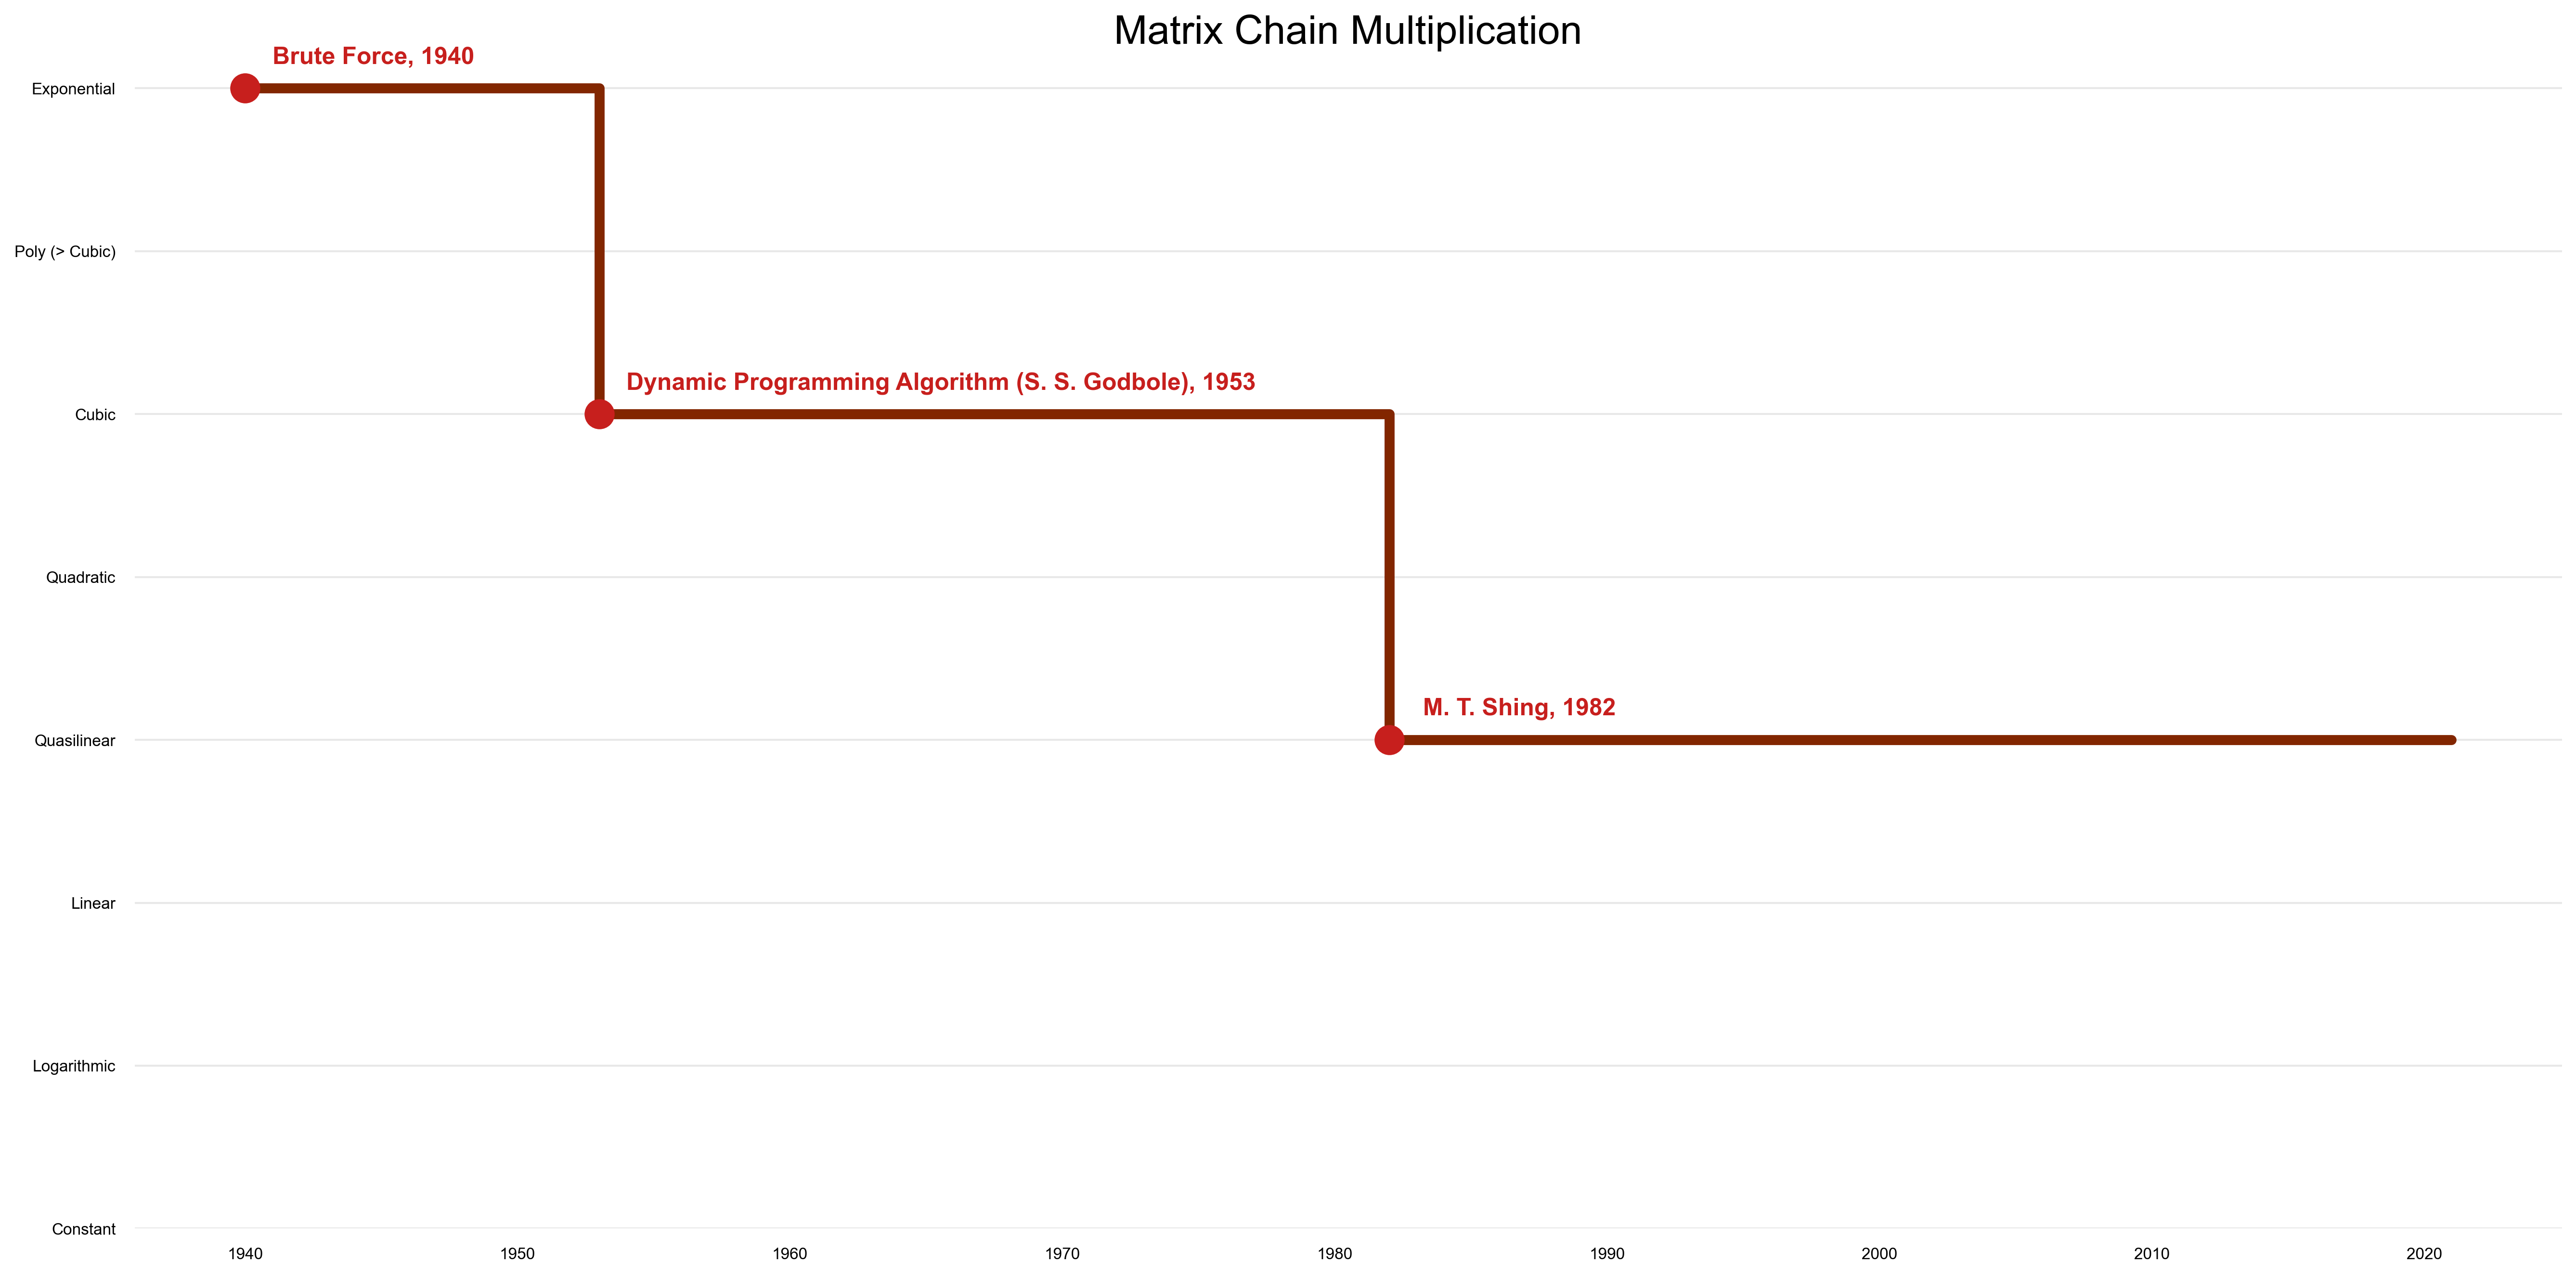 Matrix Chain Multiplication
Brute Force, 1940
Exponential
Poly (> Cubic)
Dynamic Programming Algorithm (S. S. Godbole), 1953
Cubic
Quadratic
M. T. Shing, 1982
Quasilinear
Linear
Logarithmic
Constant
1940 1950 1960 1970 1980 1990 2000 2010 2020